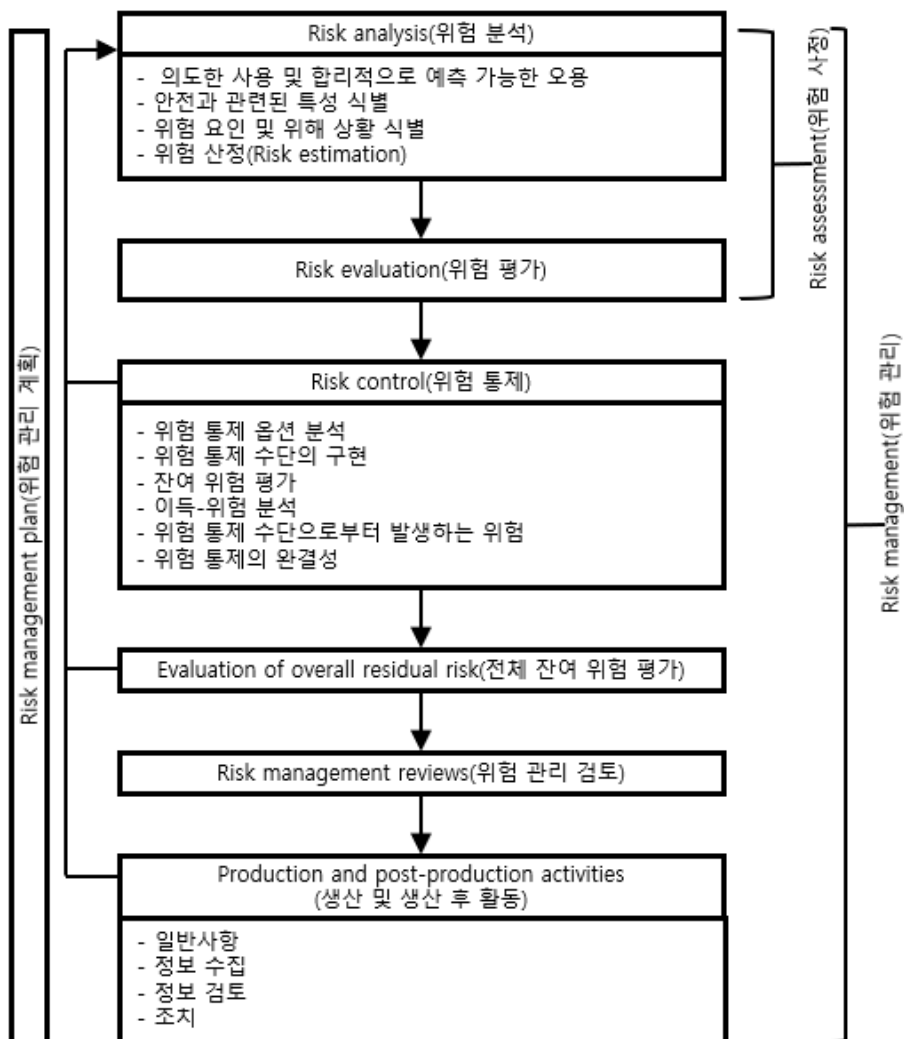 Risk analysis(위험 분석)
- 의도한 사용 및 합리적으로 예측 가능한 오용
- 안전과 관련된 특성 식별
- 위험 요인 및 위해 상황 식별
- 위험 산정(Risk estimation)
Risk evaluation(위험 평가)
Risk control(위험 통제)
- 위험 통제 옵션 분석
- 위험 통제 수단의 구현
- 잔여 위험 평가
- 이득-위험 분석
- 위험 통제 수단으로부터 발생하는 위험
- 위험 통제의 완결성
Evaluation of overall residual risk(전체 잔여 위험 평가)
Risk management reviews(위험 관리 검토)
Production and post-production activities
(생산 및 생산 후 활동)
- 일반사항
- 정보 수집
- 정보 검토
- 조치
Risk management plan(위험 관리 계획)
Risk assessment(위험 사정)
Risk management(위험 관리)